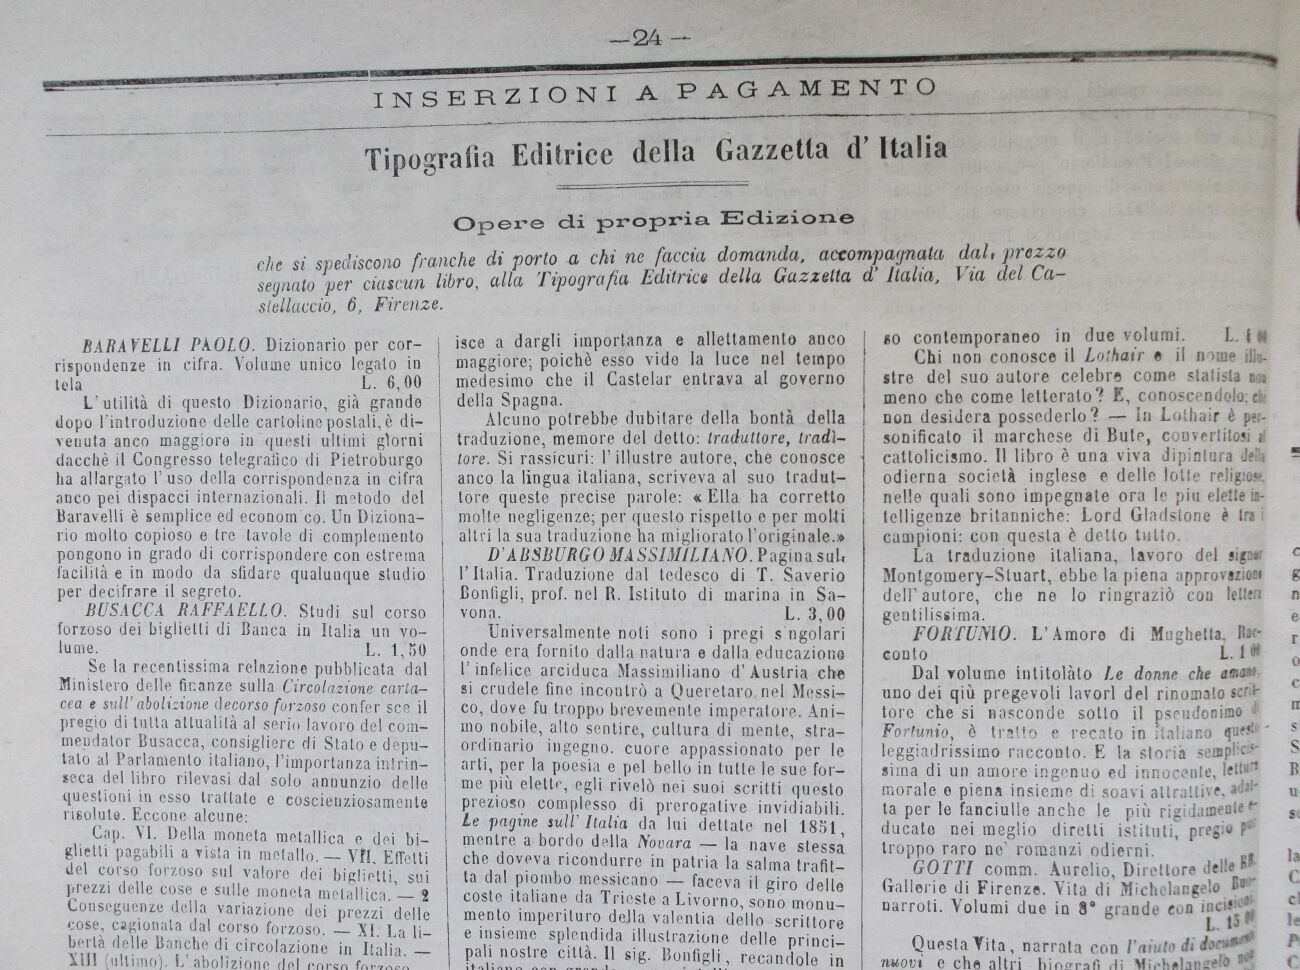 —24—
INSERZIONI A PAGAMENTO
Tipografia Editrice della Gazzetta d'Italia
Opere di propria Edizione
che si spediscono franche di porto a chi ne faccia domanda, accompagnata dal, prezzo
segnato per ciascun libro, alla Tipografia Editrice della Gazzetta d'Italia, Via del Ca-
stellaccio, 6, Firenze.
BARAVELLI PAOLO. Dizionario per cor-
rispondenze in cifra. Volume unico legato in
tela L. 6,00
L'utilità di questo Dizionario, già grande
dopo l'introduzione delle cartoline postali, è di-
venuta anco maggiore in questi ultimi giorni
dacchè il Congresso telegrafico di Pietroburgo
ha allargato l'uso della corrispondenza in cifra
anco pei dispacci internazionali. Il metodo del
Baravelli è semplice ed econom co. Un Diziona-
rio molto copioso e tre tavole di complemento
pongono in grado di corrispondere con estrema
facilità e in modo da sfidare qualunque studio
per decifrare il segreto.
BUSACCA RAFFAELLO. Studi sul corso
forzoso dei biglietti di Banca in Italia un vo-
lume. L. 1,50
Se la recentissima relazione pubblicata dal
Ministero delle finanze sulla Circolazione carta-
cea e sull'abolizione decorso forzoso confer sce il
pregio di tutta attualità al serio lavoro del com-
mendator Busacca, consigliere di Stato e depu-
tato al Parlamento italiano, l'importanza intrin-
seca del libro rilevasi dal solo annunzio delle
questioni in esso trattate e coscienziosamente
risolute. Eccone alcune:
Cap. VI. Della moneta metallica e dei bi-
glietti pagabili a vista in metallo. — VII. Effetti
del corso forzoso sul valore dei biglietti, sui
prezzi delle cose e sulle moneta metallica. — 2
Conseguenze della variazione dei prezzi delle
cose, cagionata dal corso forzoso. — XI. La li-
bertà delle Banche di circolazione in Italia. —
XIII (ultimo). L'abolizione del corso forzoso
isce a dargli importanza e allettamento anco
maggiore; poichè esso vide la luce nel tempo
medesimo che il Castelar entrava al governo
della Spagna.
Alcuno potrebbe dubitare della bontà della
traduzione, memore del detto: traduttore, tradi-
tore. Si rassicuri: l'illustre autore, che conosce
anco la lingua italiana, scriveva al suo tradut-
tore queste precise parole: « Ella ha corretto
molte negligenze; per questo rispetto e per molti
altri la sua traduzione ha migliorato l'originale.»
D'ABSBURGO MASSIMILIANO. Pagina sul
l'Italia. Traduzione dal tedesco di T. Saverio
Bonfigli, prof. nel R. Istituto di marina in Sa-
vona. L. 3,00
Universalmente noti sono i pregi s ngolari
onde era fornito dalla natura e dalla educazione
l'infelice arciduca Massimiliano d'Austria che
si crudele fine incontrò a Queretaro nel Messi-
co, dove fu troppo brevemente imperatore. Ani-
mo nobile, alto sentire, cultura di mente, stra-
ordinario ingegno. cuore appassionato per le
arti, per la poesia e pel bello in tutte le sue for-
me più elette, egli rivelò nei suoi scritti questo
prezioso complesso di prerogative invidiabili.
Le pagine sull'Italia da lui dettate nel 1851,
mentre a bordo della Novara — la nave stessa
che doveva ricondurre in patria la salma trafit-
ta dal piombo messicano — faceva il giro delle
coste italiane da Trieste a Livorno, sono monu-
mento imperituro della valentia dello scrittore
e insieme splendida illustrazione delle princi-
pali nostre città. Il sig. Bonfigli, recandole in
so contemporaneo in due volumi. L.
Chi non conosce il Lothair e il nome illu-
stre del suo autore celebre come statista non
meno che come letterato? E, conoscendolo, chi
non desidera possederlo? — In Lothair è per-
sonificato il marchese di Bute, convertitosi al
cattolicismo. Il libro è una viva dipintura della
odierna società inglese e delle lotte religiose,
nelle quali sono impegnate ora le più elette in-
telligenze britanniche: Lord Gladstone è tra i
campioni: con questa è detto tutto.
La traduzione italiana, lavoro del signor
Montgomery-Stuart, ebbe la piena approvazione
dell'autore, che ne lo ringraziò con lettera
gentilissima.
FORTUNIO. L'Amore di Mughetta, Rac-
conto L.1
Dal volume intitolàto Le donne che amano,
uno dei qiù pregevoli lavorl del rinomato scrit-
tore che si nasconde sotto il pseudonimo di
Fortunio, è tratto e recato in italiano questo
leggiadrissimo racconto. E la storia semplicis-
sima di un amore ingenuo ed innocente, lettura
morale e piena insieme di soavi attrattive, adat-
ta per le fanciulle anche le più rigidamente e-
ducate nei meglio diretti istituti, pregio pur
troppo raro ne' romanzi odierni.
GOTTI comm. Aurelio, Direttore delle RR.
Gallerie di Firenze. Vita di Michelangelo Buo-
narroti. Volumi due in 8° grande con incisioni
L. 15 00
Questa Vita, narrata con l'aiuto di documenti
nuovi e che altri biografi di Michelangelo non